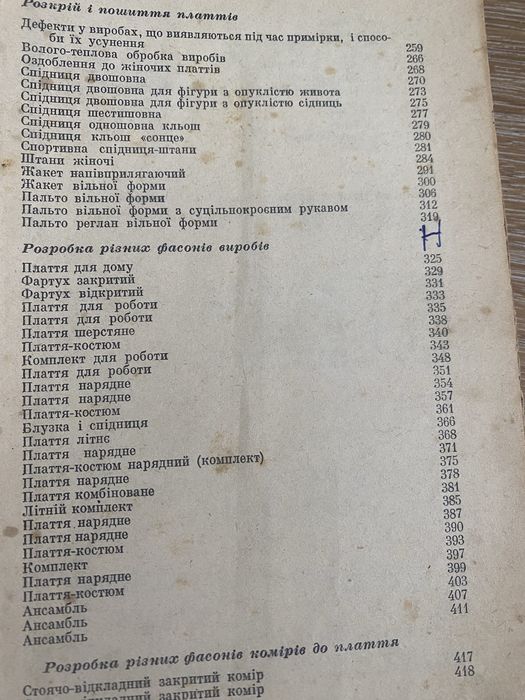 Розкрій і пошиття платтів
Дефекти у виробах, що виявляються під час примірки, і спосо-
би їх усунення 259
Волого-теплова обробка виробів 266
Оздоблення до жіночих платтів 268
Спідниця двошовна 270
Спідниця двошовна для фігури з опуклістю живота 273
Спідниця двошовна для фігури з опуклістю сідниць 275
Спідниця шестишовна 277
Спідниця одношовна кльош 279
Спідниця кльош «сонце» 280
Спортивна спідниця-штани 281
Штани жіночі 284
Жакет напівприлягаючий 291
Жакет вільної форми 300
Пальто вільної форми 306
Пальто вільної форми з суцільнокроєним рукавом 312
Пальто реглан вільної форми 319
Н
Розробка різних фасонів виробів
Плаття для дому 325
Фартух закритий 329
Фартух відкритий 331
Плаття для роботи 333
Плаття для роботи 335
Плаття шерстяне 338
Плаття-костюм 340
Комплект для роботи 343
Плаття для роботи 348
Плаття нарядне 351
Плаття нарядне 354
Плаття-костюм 357
Блузка і спідниця 361
Плаття літнє 366
Плаття нарядне 368
Плаття-костюм нарядний (комплект) 371
Плаття нарядне 375
Плаття комбіноване 378
Літній комплект 381
Плаття нарядне 385
Плаття нарядне 387
Плаття-костюм 390
Комплект 393
Плаття нарядне 397
Плаття-костюм 399
Ансамбль 403
Ансамбль 407
Ансамбль 411
Розробка різних фасонів комірів до плаття
Стоячо-відкладний закритий комір 417
закритий комір 418